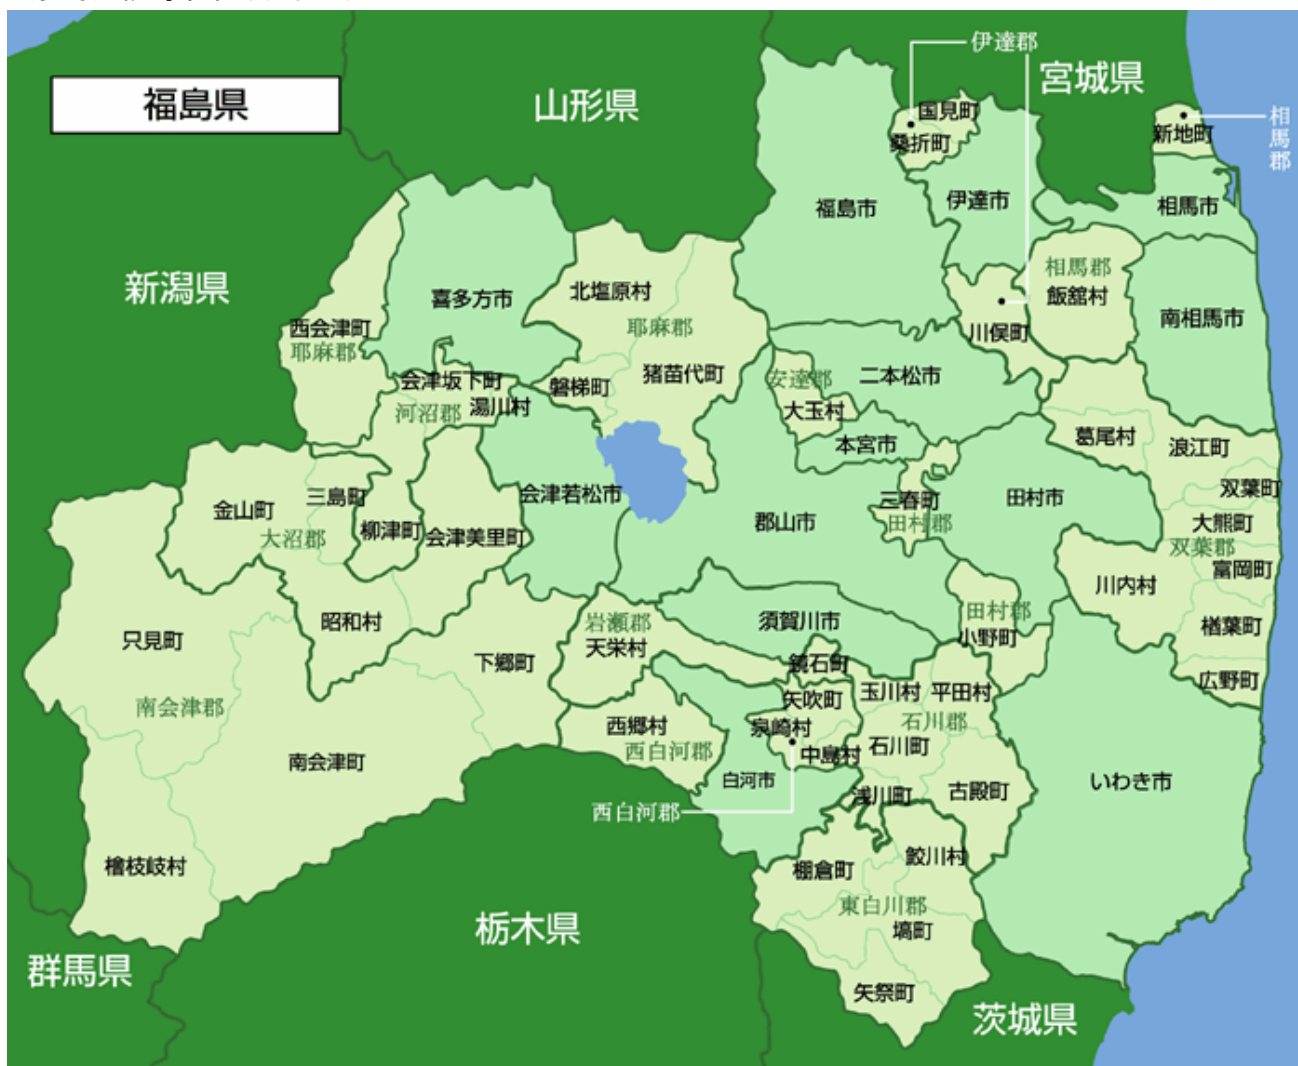 福島県
山形県
宮城県
新潟県
群馬県
栃木県
茨城県
伊達郡
国見町
桑折町
相馬郡
新地町
福島市
伊達市
相馬市
相馬郡
飯舘村
南相馬市
川俣町
喜多方市
北塩原村
耶麻郡
西会津町
耶麻郡
猪苗代町
磐梯町
会津坂下町
湯川村
河沼郡
安達郡
二本松市
大玉村
本宮市
葛尾村
浪江町
双葉町
大熊町
双葉郡
富岡町
川内村
楢葉町
広野町
三春町
田村郡
田村市
郡山市
会津若松市
金山町
三島町
大沼郡
柳津町
会津美里町
昭和村
只見町
南会津郡
下郷町
南会津町
檜枝岐村
岩瀬郡
天栄村
須賀川市
鏡石町
田村郡
小野町
西郷村
西白河郡
矢吹町
泉崎村
中島村
白河市
西白河郡
玉川村
平田村
石川郡
石川町
浅川町
古殿町
いわき市
棚倉町
鮫川村
東白川郡
塙町
矢祭町